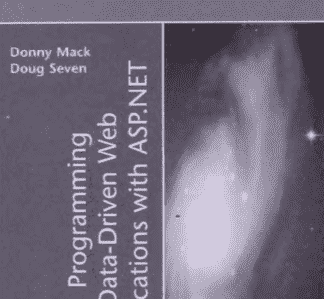 Donny Mack
Doug Seven
Programming
Data-Driven Web
cations with ASP.NET